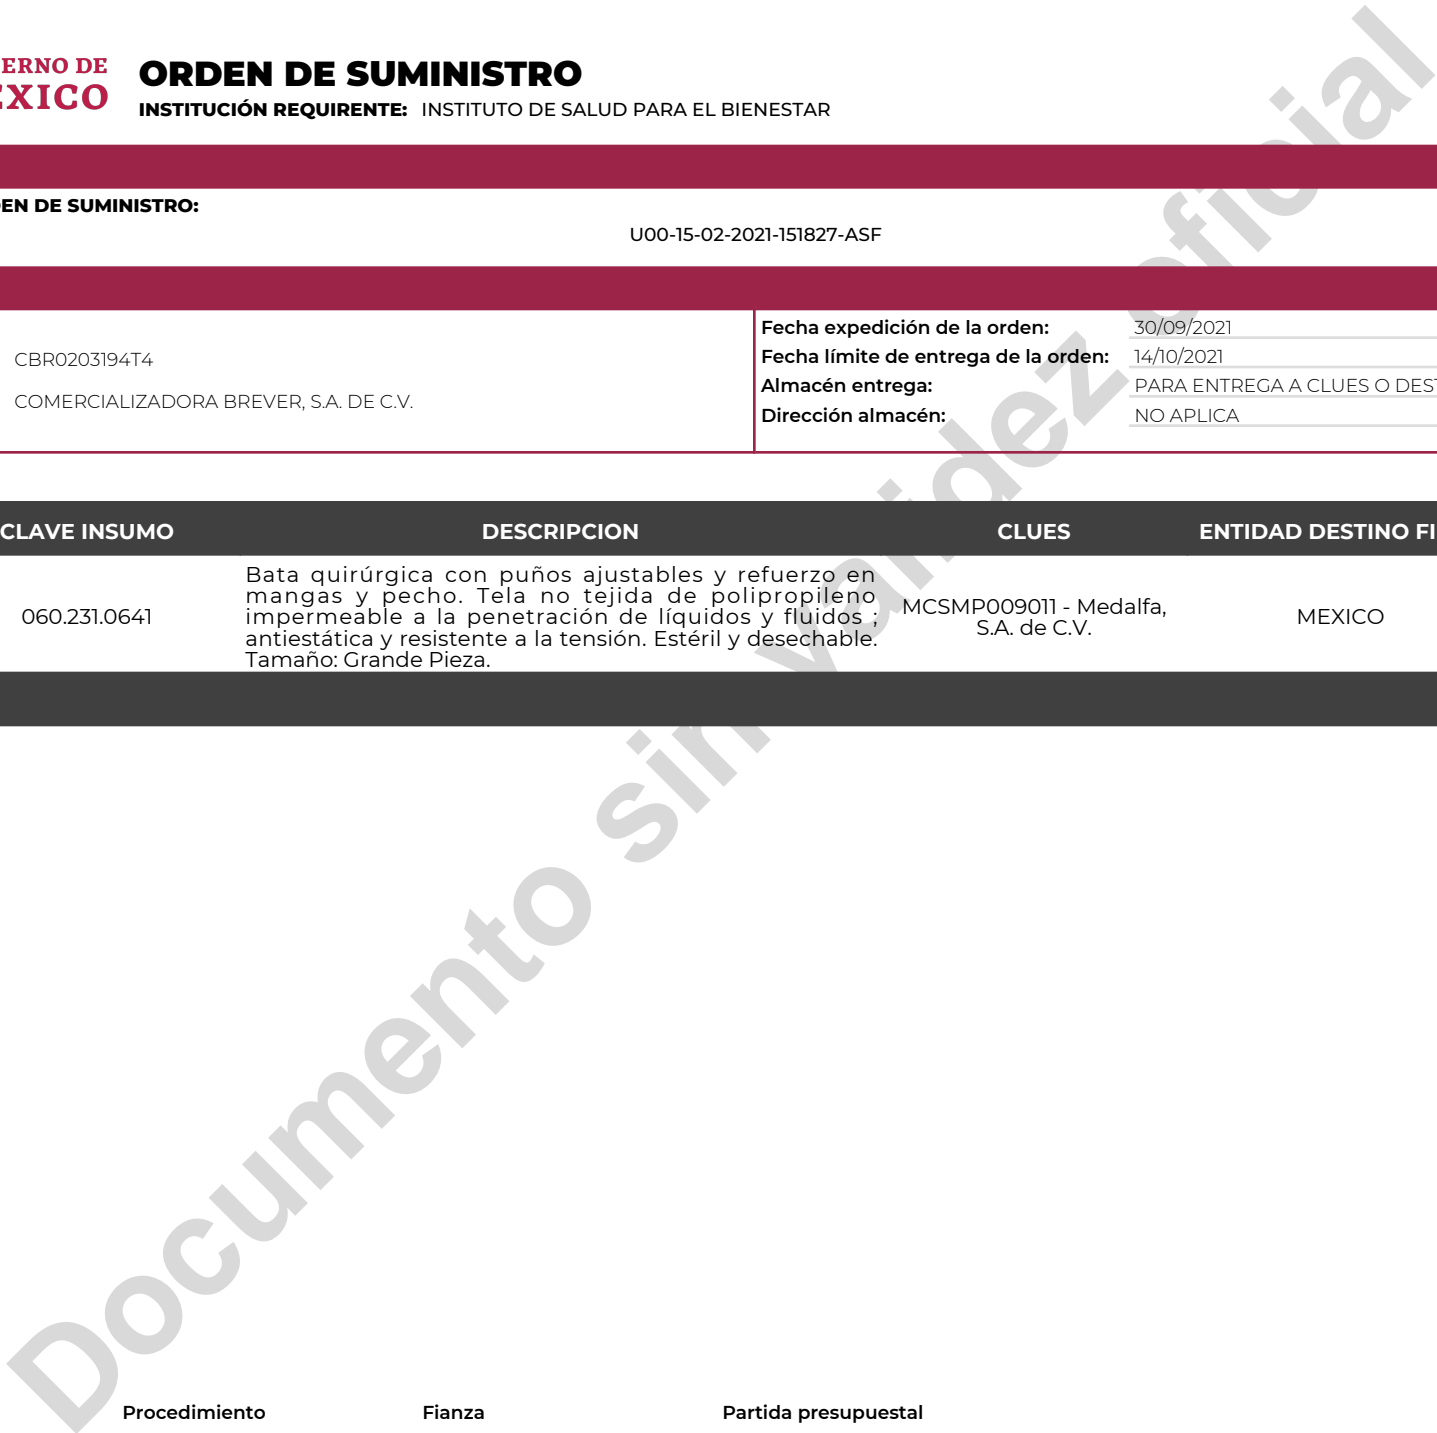 ERNO DE
EXICO
ORDEN DE SUMINISTRO
INSTITUCIÓN REQUIRENTE: INSTITUTO DE SALUD PARA EL BIENESTAR
EN DE SUMINISTRO:
U00-15-02-2021-151827-ASF
CBR0203194T4
COMERCIALIZADORA BREVER, S.A. DE C.V.
Fecha expedición de la orden: 30/09/2021
Fecha límite de entrega de la orden: 14/10/2021
Almacén entrega: PARA ENTREGA A CLUES O DEST
Dirección almacén: NO APLICA
CLAVE INSUMO DESCRIPCION CLUES ENTIDAD DESTINO FI
060.231.0641
Bata quirúrgica con puños ajustables y refuerzo en
mangas y pecho. Tela no tejida de polipropileno
impermeable a la penetración de líquidos y fluidos ;
antiestática y resistente a la tensión. Estéril y desechable.
Tamaño: Grande Pieza.
MCSMP009011 - Medalfa,
S.A. de C.V.
MEXICO
Documento sin validez oficial
Procedimiento Fianza Partida presupuestal